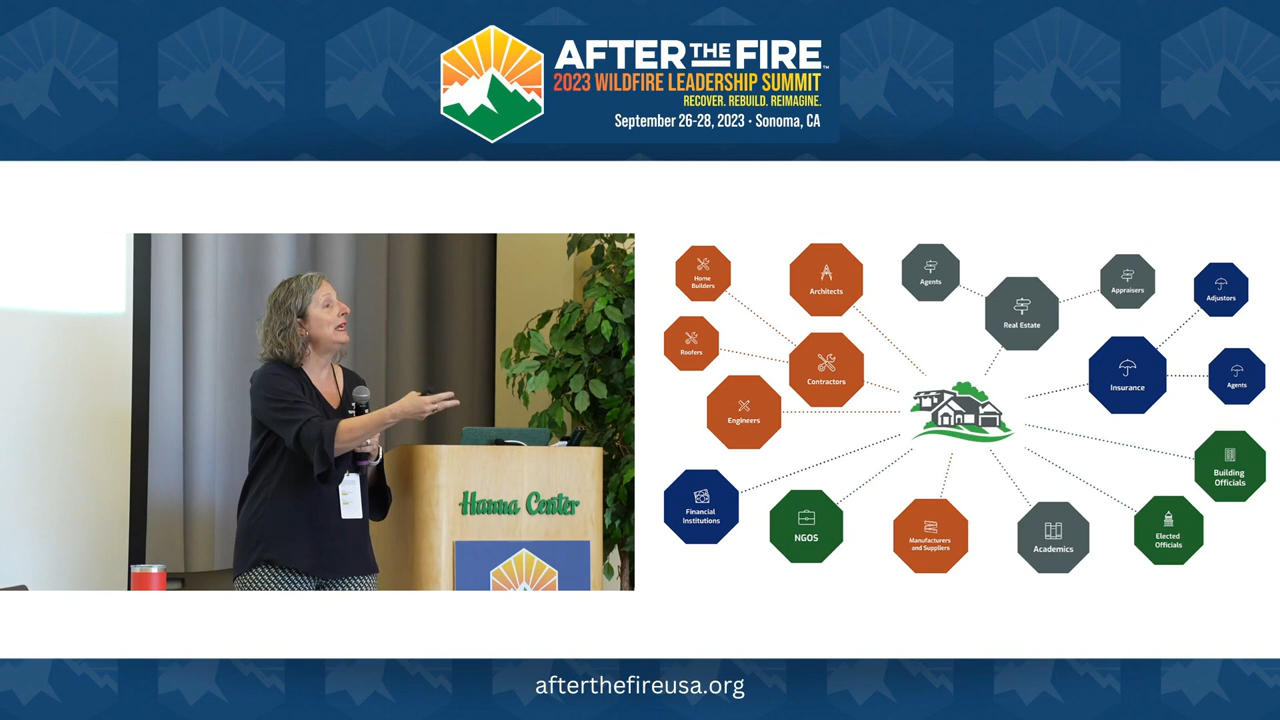 AFTER THE FIRE™
2023 WILDFIRE LEADERSHIP SUMMIT
RECOVER. REBUILD. REIMAGINE.
September 26-28, 2023 • Sonoma, CA
Hanna Center
Home
Builders
Architects
Agents
Real Estate
Appraisers
Adjustors
Roofers
Contractors
Insurance
Agents
Engineers
Building
Officials
Financial
Institutions
NGOS
Manufacturers
and Suppliers
Academics
Elected
Officials
afterthefireusa.org